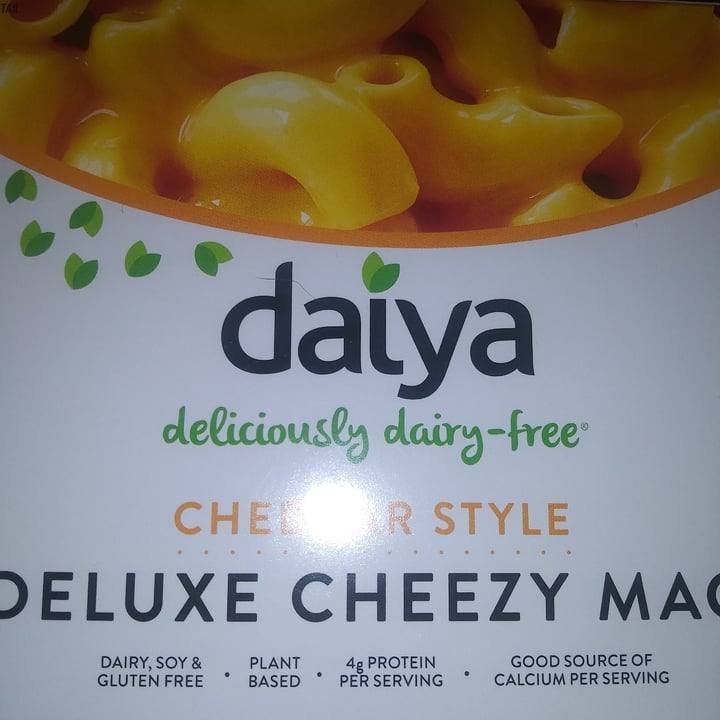 daiya
deliciously dairy-free®
STYLE
DELUXE CHEEZY MAC
DAIRY, SOY & GLUTEN FREE • PLANT BASED • 4g PROTEIN PER SERVING • GOOD SOURCE OF CALCIUM PER SERVING